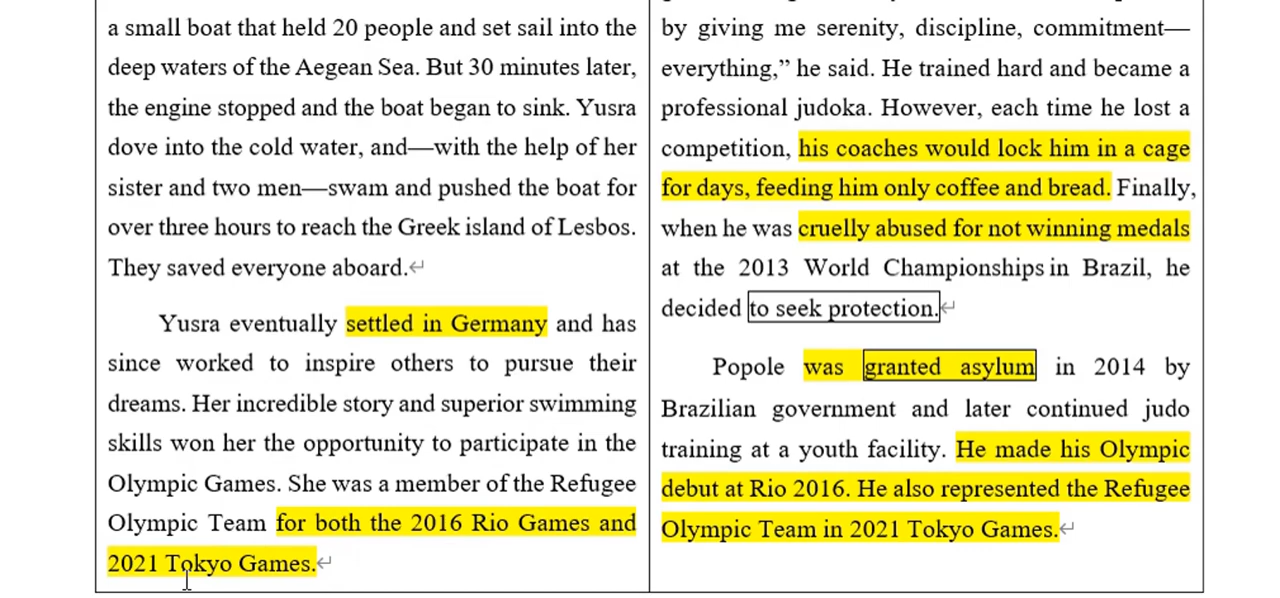 a small boat that held 20 people and set sail into the
deep waters of the Aegean Sea. But 30 minutes later,
the engine stopped and the boat began to sink. Yusra
dove into the cold water, and—with the help of her
sister and two men—swam and pushed the boat for
over three hours to reach the Greek island of Lesbos.
They saved everyone aboard.
Yusra eventually settled in Germany and has
since worked to inspire others to pursue their
dreams. Her incredible story and superior swimming
skills won her the opportunity to participate in the
Olympic Games. She was a member of the Refugee
Olympic Team for both the 2016 Rio Games and
2021 Tokyo Games.
by giving me serenity, discipline, commitment—
everything,” he said. He trained hard and became a
professional judoka. However, each time he lost a
competition, his coaches would lock him in a cage
for days, feeding him only coffee and bread. Finally,
when he was cruelly abused for not winning medals
at the 2013 World Championships in Brazil, he
decided to seek protection.
Popole was granted asylum in 2014 by
Brazilian government and later continued judo
training at a youth facility. He made his Olympic
debut at Rio 2016. He also represented the Refugee
Olympic Team in 2021 Tokyo Games.